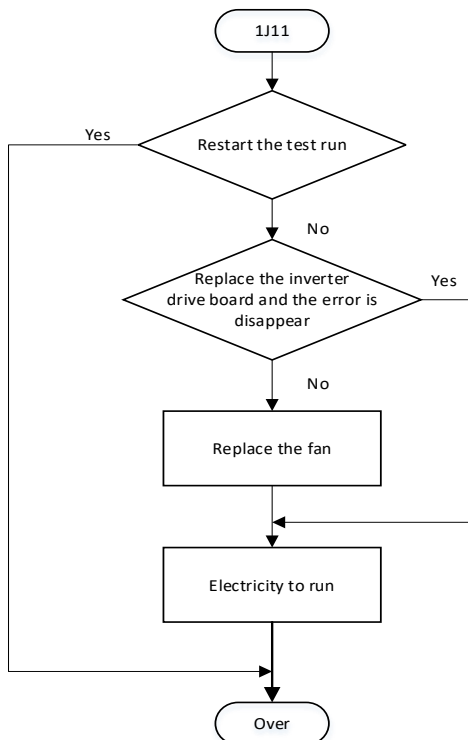 1J11
Yes
Restart the test run
No
Replace the inverter
drive board and the error is
disappear
Yes
No
Replace the fan
Electricity to run
Over